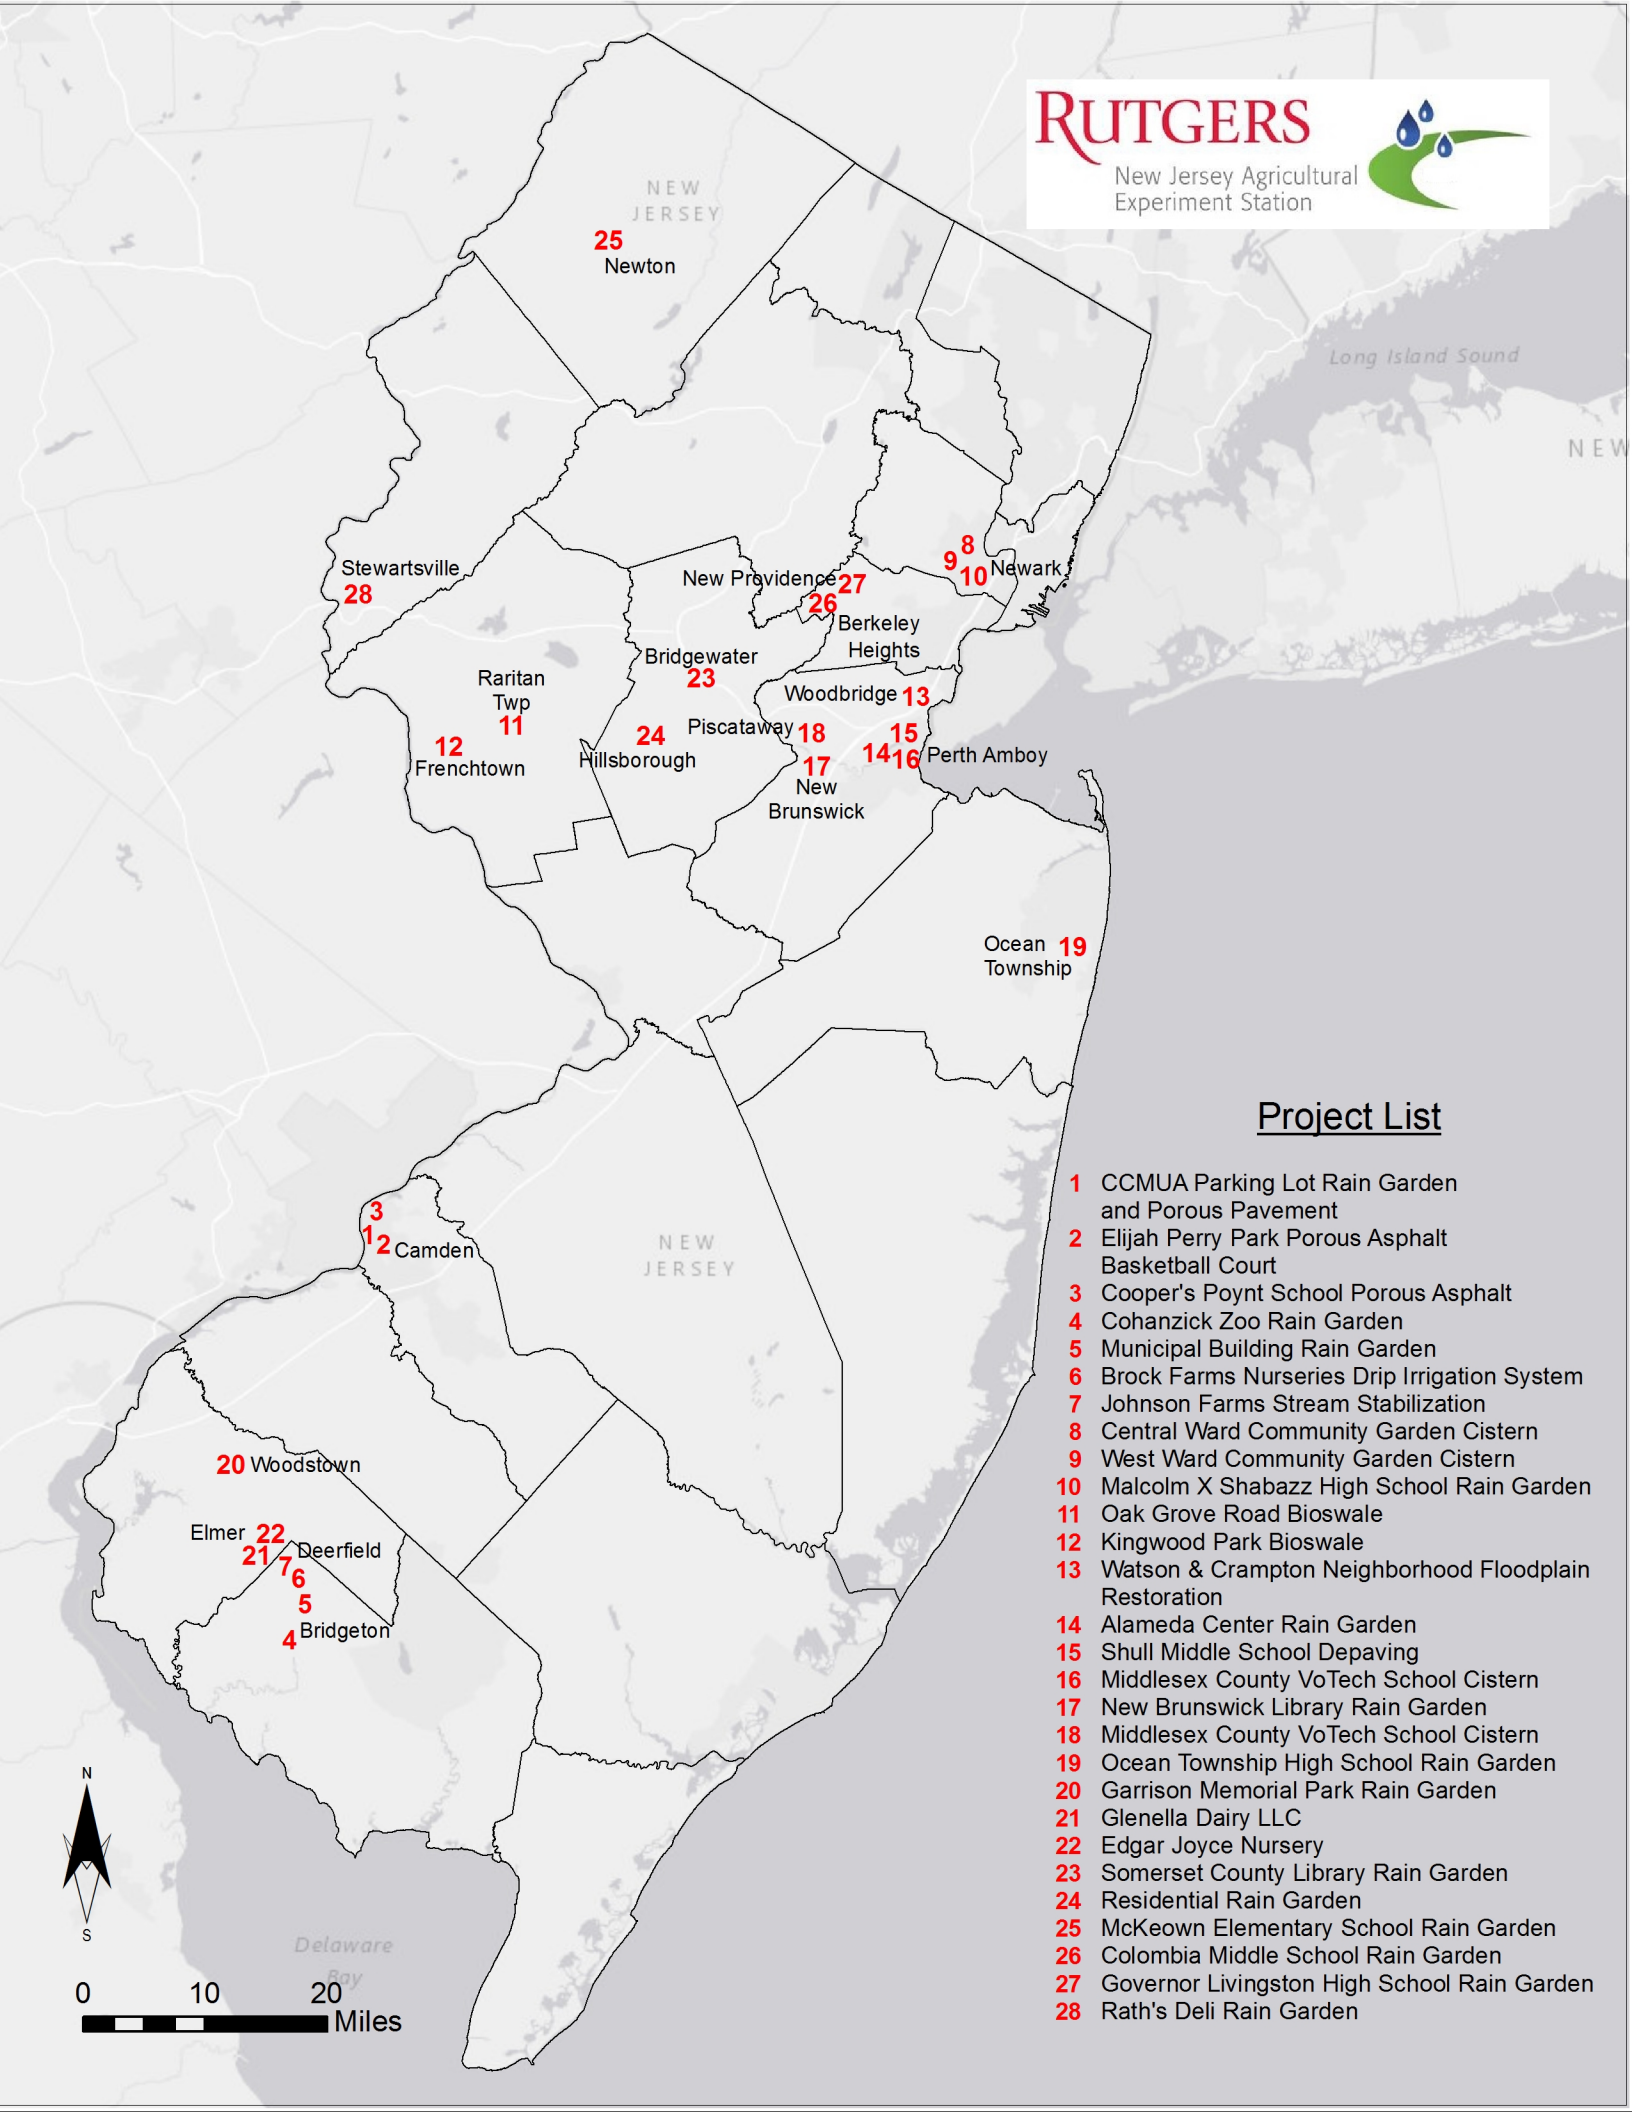 RUTGERS
New Jersey Agricultural
Experiment Station
NEW
JERSEY
25
Newton
Long Island Sound
NEW
Stewartsville
28
8
9
10
Newark
New Providence
27
26
Berkeley
Heights
Bridgewater
23
Raritan
Twp
11
12
Frenchtown
24
Hillsborough
Woodbridge
13
Piscataway
18
15
14
16
Perth Amboy
17
New
Brunswick
Ocean
Township
19
3
1
2
Camden
NEW
JERSEY
20
Woodstown
Elmer
22
21
Deerfield
7
6
5
Bridgeton
4
Project List
1 CCMUA Parking Lot Rain Garden
and Porous Pavement
2 Elijah Perry Park Porous Asphalt
Basketball Court
3 Cooper's Poynt School Porous Asphalt
4 Cohanzick Zoo Rain Garden
5 Municipal Building Rain Garden
6 Brock Farms Nurseries Drip Irrigation System
7 Johnson Farms Stream Stabilization
8 Central Ward Community Garden Cistern
9 West Ward Community Garden Cistern
10 Malcolm X Shabazz High School Rain Garden
11 Oak Grove Road Bioswale
12 Kingwood Park Bioswale
13 Watson & Crampton Neighborhood Floodplain
Restoration
14 Alameda Center Rain Garden
15 Shull Middle School Depaving
16 Middlesex County VoTech School Cistern
17 New Brunswick Library Rain Garden
18 Middlesex County VoTech School Cistern
19 Ocean Township High School Rain Garden
20 Garrison Memorial Park Rain Garden
21 Glenella Dairy LLC
22 Edgar Joyce Nursery
23 Somerset County Library Rain Garden
24 Residential Rain Garden
25 McKeown Elementary School Rain Garden
26 Colombia Middle School Rain Garden
27 Governor Livingston High School Rain Garden
28 Rath's Deli Rain Garden
N
S
Delaware
Bay
0 10 20
Miles